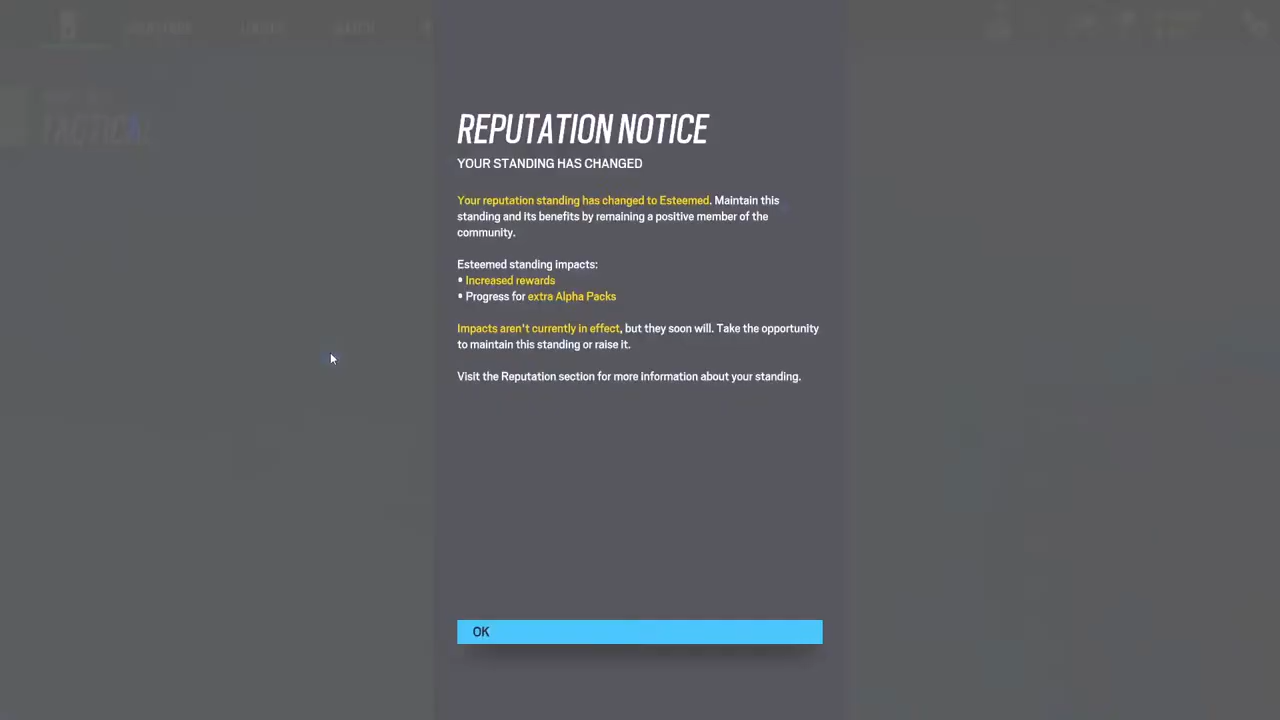 TACTICAL
REPUTATION NOTICE
YOUR STANDING HAS CHANGED
Your reputation standing has changed to Esteemed. Maintain this
standing and its benefits by remaining a positive member of the
community.
Esteemed standing impacts:
• Increased rewards
• Progress for extra Alpha Packs
Impacts aren't currently in effect, but they soon will. Take the opportunity
to maintain this standing or raise it.
Visit the Reputation section for more information about your standing.
OK